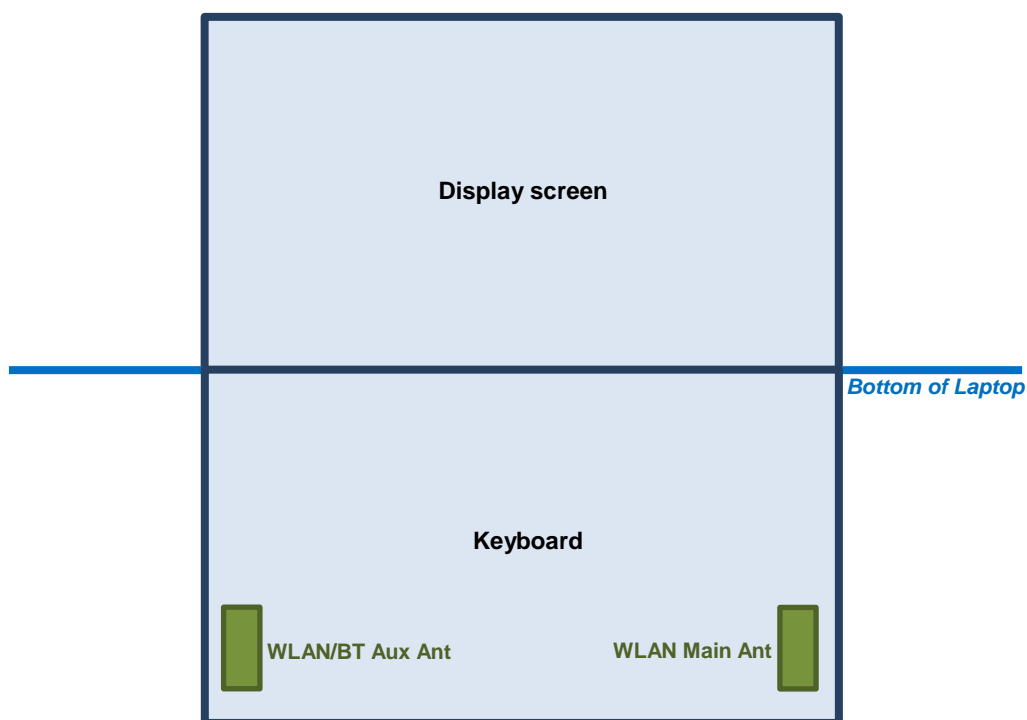 Display screen
Bottom of Laptop
Keyboard
WLAN/BT Aux Ant
WLAN Main Ant